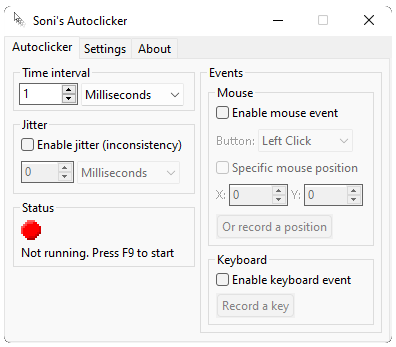 Soni's Autoclicker
Autoclicker Settings About
Time interval
1 Milliseconds
Jitter
Enable jitter (inconsistency)
0 Milliseconds
Status
Not running. Press F9 to start
Events
Mouse
Enable mouse event
Button: Left Click
Specific mouse position
X: 0 Y: 0
Or record a position
Keyboard
Enable keyboard event
Record a key